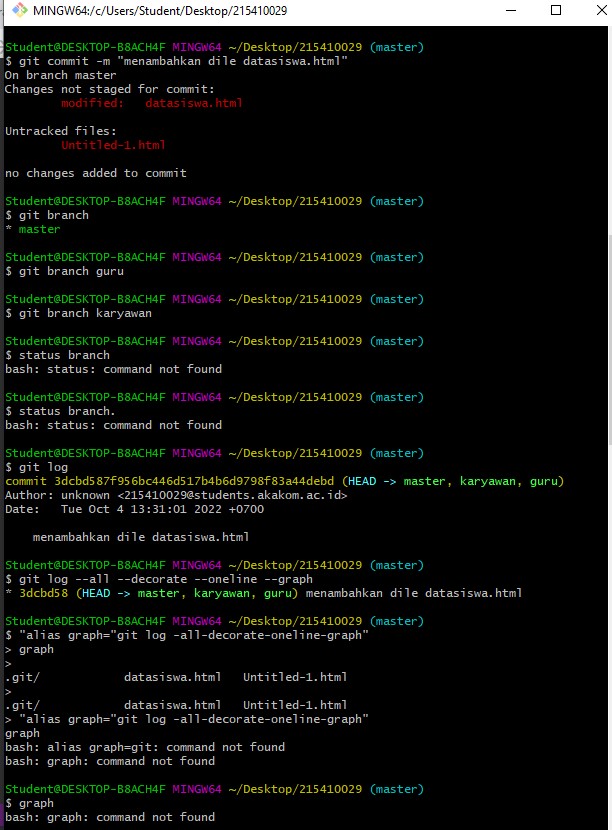 MINGW64:/c/Users/Student/Desktop/215410029
Student@DESKTOP-B8ACH4F MINGW64 ~/Desktop/215410029 (master)
$ git commit -m "menambahkan dile datasiswa.html"
On branch master
Changes not staged for commit:
        modified:   datasiswa.html

Untracked files:
        Untitled-1.html

no changes added to commit

Student@DESKTOP-B8ACH4F MINGW64 ~/Desktop/215410029 (master)
$ git branch
* master

Student@DESKTOP-B8ACH4F MINGW64 ~/Desktop/215410029 (master)
$ git branch guru

Student@DESKTOP-B8ACH4F MINGW64 ~/Desktop/215410029 (master)
$ git branch karyawan

Student@DESKTOP-B8ACH4F MINGW64 ~/Desktop/215410029 (master)
$ status branch
bash: status: command not found

Student@DESKTOP-B8ACH4F MINGW64 ~/Desktop/215410029 (master)
$ status branch.
bash: status: command not found

Student@DESKTOP-B8ACH4F MINGW64 ~/Desktop/215410029 (master)
$ git log
commit 3dcbd587f956bc446d517b4b6d9798f83a44debd (HEAD -> master, karyawan, guru)
Author: unknown <215410029@students.akakom.ac.id>
Date:   Tue Oct 4 13:31:01 2022 +0700

    menambahkan dile datasiswa.html

Student@DESKTOP-B8ACH4F MINGW64 ~/Desktop/215410029 (master)
$ git log --all --decorate --oneline --graph
* 3dcbd58 (HEAD -> master, karyawan, guru) menambahkan dile datasiswa.html

Student@DESKTOP-B8ACH4F MINGW64 ~/Desktop/215410029 (master)
$ "alias graph="git log -all-decorate-oneline-graph"
> graph
>
.git/            datasiswa.html   Untitled-1.html
>
.git/            datasiswa.html   Untitled-1.html
> "alias graph="git log -all-decorate-oneline-graph"
graph
bash: alias graph=git: command not found
bash: graph: command not found

Student@DESKTOP-B8ACH4F MINGW64 ~/Desktop/215410029 (master)
$ graph
bash: graph: command not found